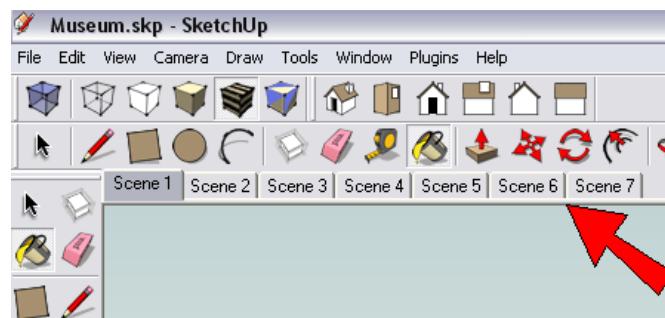 Museum.skp - SketchUp
File Edit View Camera Draw Tools Window Plugins Help
Scene 1 Scene 2 Scene 3 Scene 4 Scene 5 Scene 6 Scene 7